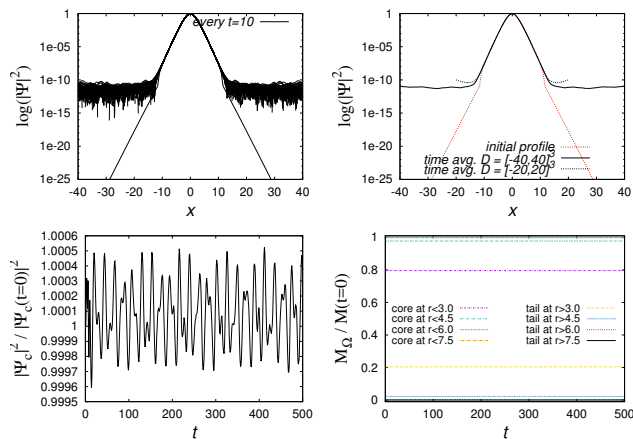 1
1e-05
1e-10
1e-15
1e-20
1e-25
-40 -30 -20 -10 0 10 20 30 40
log(|Ψ|²)
x
every t=10
1
1e-05
1e-10
1e-15
1e-20
1e-25
-40 -30 -20 -10 0 10 20 30 40
log(|Ψ|²)
x
initial profile
time avg. D = [-40,40]³
time avg. D = [-20,20]³
1.0006
1.0005
1.0004
1.0003
1.0002
1.0001
1
0.9999
0.9998
0.9997
0.9996
0.9995
0 100 200 300 400 500
|Ψc|² / |Ψc(t=0)|²
t
1
0.8
0.6
0.4
0.2
0
0 100 200 300 400 500
MΩ / M(t=0)
t
core at r<3.0
core at r<4.5
core at r<6.0
core at r<7.5
tail at r>3.0
tail at r>4.5
tail at r>6.0
tail at r>7.5